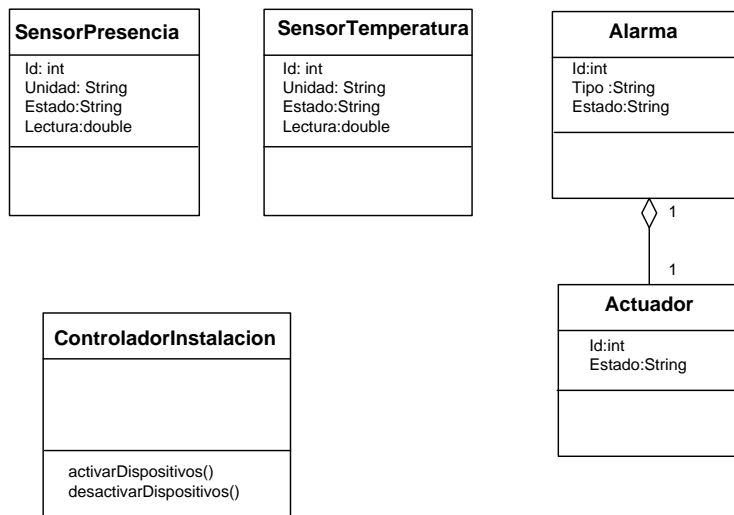 SensorPresencia
Id: int
Unidad: String
Estado:String
Lectura:double
SensorTemperatura
Id: int
Unidad: String
Estado:String
Lectura:double
Alarma
Id:int
Tipo :String
Estado:String
1
1
Actuador
Id:int
Estado:String
ControladorInstalacion
activarDispositivos()
desactivarDispositivos()